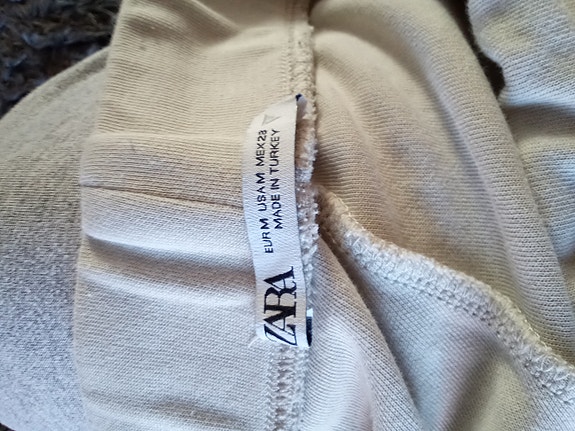 ZARA
EUR M USA M MEX 28
MADE IN TURKEY